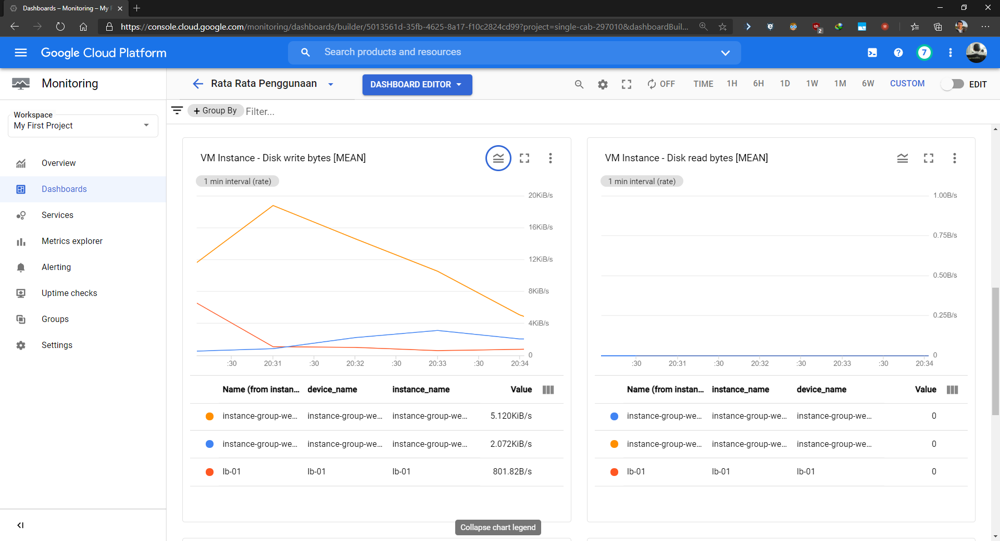 Dashboards – Monitoring – My F
https://console.cloud.google.com/monitoring/dashboards/builder/5013561d-35fb-4625-8a17-f10c2824cd99?project=single-cab-297010&dashboardBuil...
2
Google Cloud Platform
Search products and resources
7
Monitoring
Rata Rata Penggunaan
DASHBOARD EDITOR
OFF
TIME 1H 6H 1D 1W 1M 6W CUSTOM
EDIT
Workspace
My First Project
+ Group By
Filter...
Overview
Dashboards
Services
Metrics explorer
Alerting
Uptime checks
Groups
Settings
VM Instance - Disk write bytes [MEAN]
1 min interval (rate)
20KiB/s
16KiB/s
12KiB/s
8KiB/s
4KiB/s
0
:30 20:31 :30 20:32 :30 20:33 :30 20:34
Name (from instan... device_name instance_name Value
instance-group-we... instance-group-we... instance-group-we... 5.120KiB/s
instance-group-we... instance-group-we... instance-group-we... 2.072KiB/s
lb-01 lb-01 lb-01 801.82B/s
VM Instance - Disk read bytes [MEAN]
1 min interval (rate)
1.00B/s
0.75B/s
0.50B/s
0.25B/s
0
:30 20:31 :30 20:32 :30 20:33 :30 20:34
Name (from instan... instance_name device_name Value
instance-group-we... instance-group-we... instance-group-we... 0
instance-group-we... instance-group-we... instance-group-we... 0
lb-01 lb-01 lb-01 0
Collapse chart legend